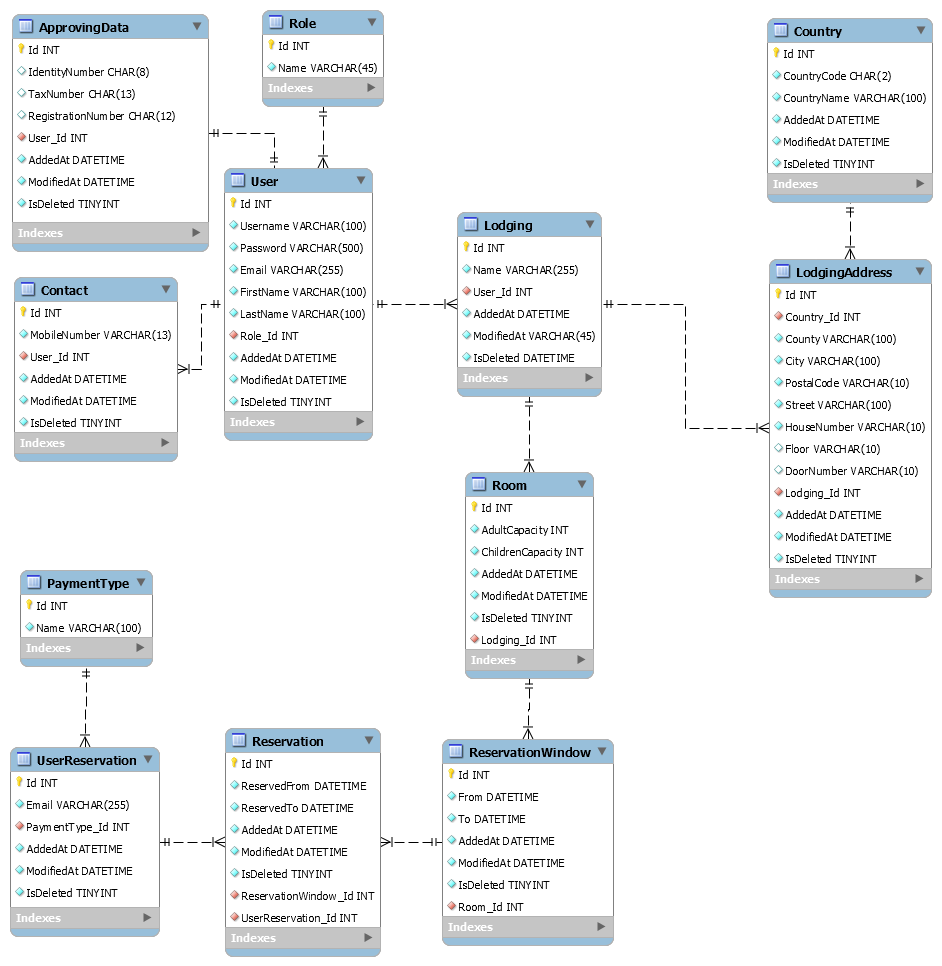 ApprovingData
Id INT
IdentityNumber CHAR(8)
TaxNumber CHAR(13)
RegistrationNumber CHAR(12)
User_Id INT
AddedAt DATETIME
ModifiedAt DATETIME
IsDeleted TINYINT
Indexes
Role
Id INT
Name VARCHAR(45)
Indexes
Country
Id INT
CountryCode CHAR(2)
CountryName VARCHAR(100)
AddedAt DATETIME
ModifiedAt DATETIME
IsDeleted TINYINT
Indexes
User
Id INT
Username VARCHAR(100)
Password VARCHAR(500)
Email VARCHAR(255)
FirstName VARCHAR(100)
LastName VARCHAR(100)
Role_Id INT
AddedAt DATETIME
ModifiedAt DATETIME
IsDeleted TINYINT
Indexes
Lodging
Id INT
Name VARCHAR(255)
User_Id INT
AddedAt DATETIME
ModifiedAt VARCHAR(45)
IsDeleted DATETIME
Indexes
LodgingAddress
Id INT
Country_Id INT
County VARCHAR(100)
City VARCHAR(100)
PostalCode VARCHAR(10)
Street VARCHAR(100)
HouseNumber VARCHAR(10)
Floor VARCHAR(10)
DoorNumber VARCHAR(10)
Lodging_Id INT
AddedAt DATETIME
ModifiedAt DATETIME
IsDeleted TINYINT
Indexes
Contact
Id INT
MobileNumber VARCHAR(13)
User_Id INT
AddedAt DATETIME
ModifiedAt DATETIME
IsDeleted TINYINT
Indexes
Room
Id INT
AdultCapacity INT
ChildrenCapacity INT
AddedAt DATETIME
ModifiedAt DATETIME
IsDeleted TINYINT
Lodging_Id INT
Indexes
PaymentType
Id INT
Name VARCHAR(100)
Indexes
UserReservation
Id INT
Email VARCHAR(255)
PaymentType_Id INT
AddedAt DATETIME
ModifiedAt DATETIME
IsDeleted TINYINT
Indexes
Reservation
Id INT
ReservedFrom DATETIME
ReservedTo DATETIME
AddedAt DATETIME
ModifiedAt DATETIME
IsDeleted TINYINT
ReservationWindow_Id INT
UserReservation_Id INT
Indexes
ReservationWindow
Id INT
From DATETIME
To DATETIME
AddedAt DATETIME
ModifiedAt DATETIME
IsDeleted TINYINT
Room_Id INT
Indexes